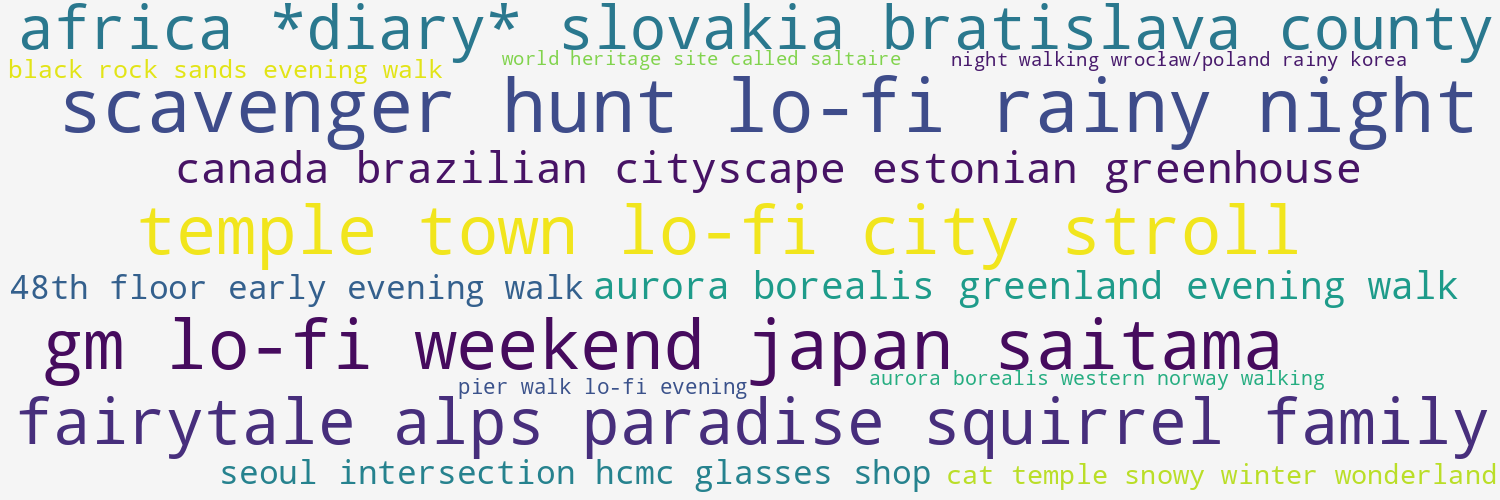 africa *diary* slovakia bratislava county
black rock sands evening walk
world heritage site called saltaire
night walking wrocław/poland rainy korea
scavenger hunt lo-fi rainy night
canada brazilian cityscape estonian greenhouse
temple town lo-fi city stroll
48th floor early evening walk
aurora borealis greenland evening walk
gm lo-fi weekend japan saitama
pier walk lo-fi evening
aurora borealis western norway walking
fairytale alps paradise squirrel family
seoul intersection hcmc glasses shop
cat temple snowy winter wonderland